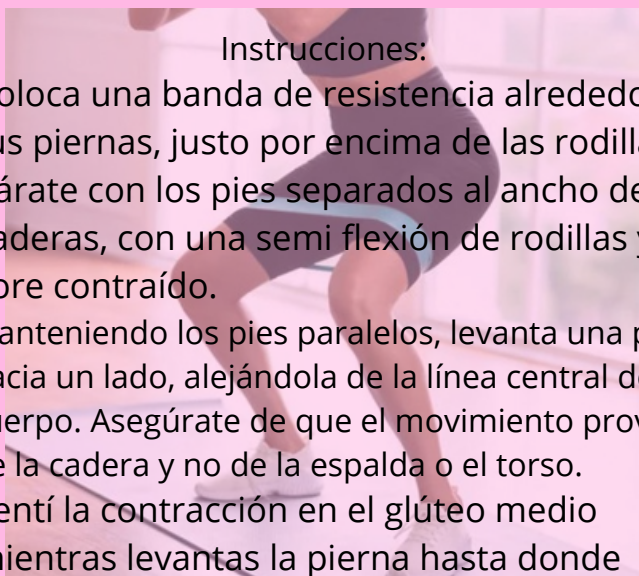 Instrucciones:
oloca una banda de resistencia alrededo
us piernas, justo por encima de las rodilla
árate con los pies separados al ancho de
aderas, con una semi flexión de rodillas y
ore contraído.
anteniendo los pies paralelos, levanta una p
acia un lado, alejándola de la línea central de
uerpo. Asegúrate de que el movimiento prov
e la cadera y no de la espalda o el torso.
entí la contracción en el glúteo medio
mientras levantas la pierna hasta donde